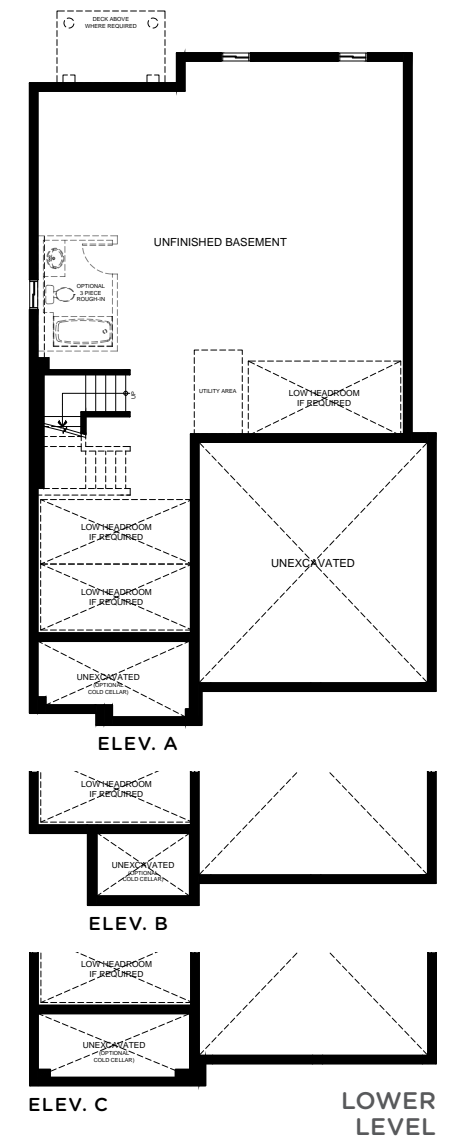 DECK ABOVE
WHERE REQUIRED
UNFINISHED BASEMENT
OPTIONAL
3 PIECE
ROUGH-IN
UP
UTILITY AREA
LOW HEADROOM
IF REQUIRED
LOW HEADROOM
IF REQUIRED
UNEXCAVATED
LOW HEADROOM
IF REQUIRED
UNEXCAVATED
(OPTIONAL
COLD CELLAR)
ELEV. A
LOW HEADROOM
IF REQUIRED
UNEXCAVATED
(OPTIONAL
COLD CELLAR)
ELEV. B
LOW HEADROOM
IF REQUIRED
UNEXCAVATED
(OPTIONAL
COLD CELLAR)
ELEV. C
LOWER
LEVEL